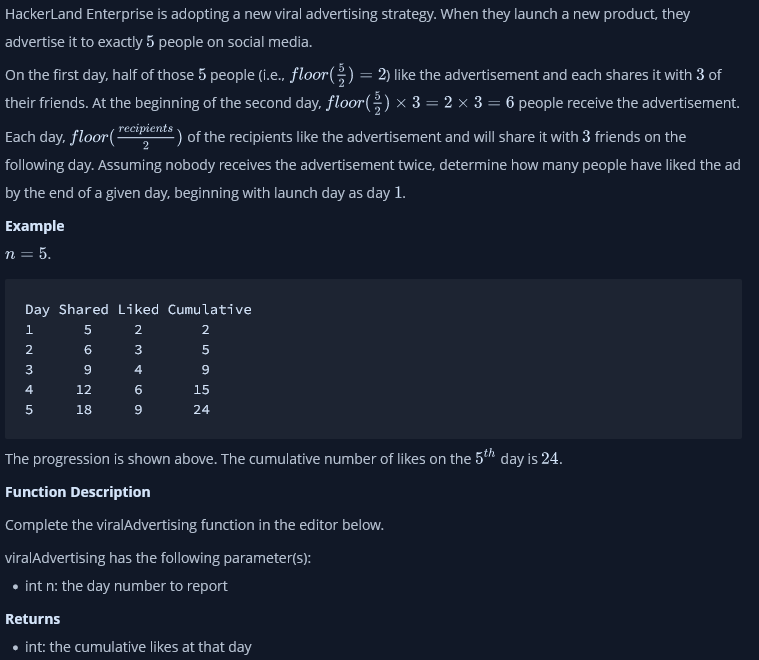 HackerLand Enterprise is adopting a new viral advertising strategy. When they launch a new product, they
advertise it to exactly 5 people on social media.
On the first day, half of those 5 people (i.e., floor(5/2) = 2) like the advertisement and each shares it with 3 of
their friends. At the beginning of the second day, floor(5/2) × 3 = 2 × 3 = 6 people receive the advertisement.
Each day, floor(recipients/2) of the recipients like the advertisement and will share it with 3 friends on the
following day. Assuming nobody receives the advertisement twice, determine how many people have liked the ad
by the end of a given day, beginning with launch day as day 1.
Example
n = 5.
Day Shared Liked Cumulative
1 5 2 2
2 6 3 5
3 9 4 9
4 12 6 15
5 18 9 24
The progression is shown above. The cumulative number of likes on the 5th day is 24.
Function Description
Complete the viralAdvertising function in the editor below.
viralAdvertising has the following parameter(s):
• int n: the day number to report
Returns
• int: the cumulative likes at that day